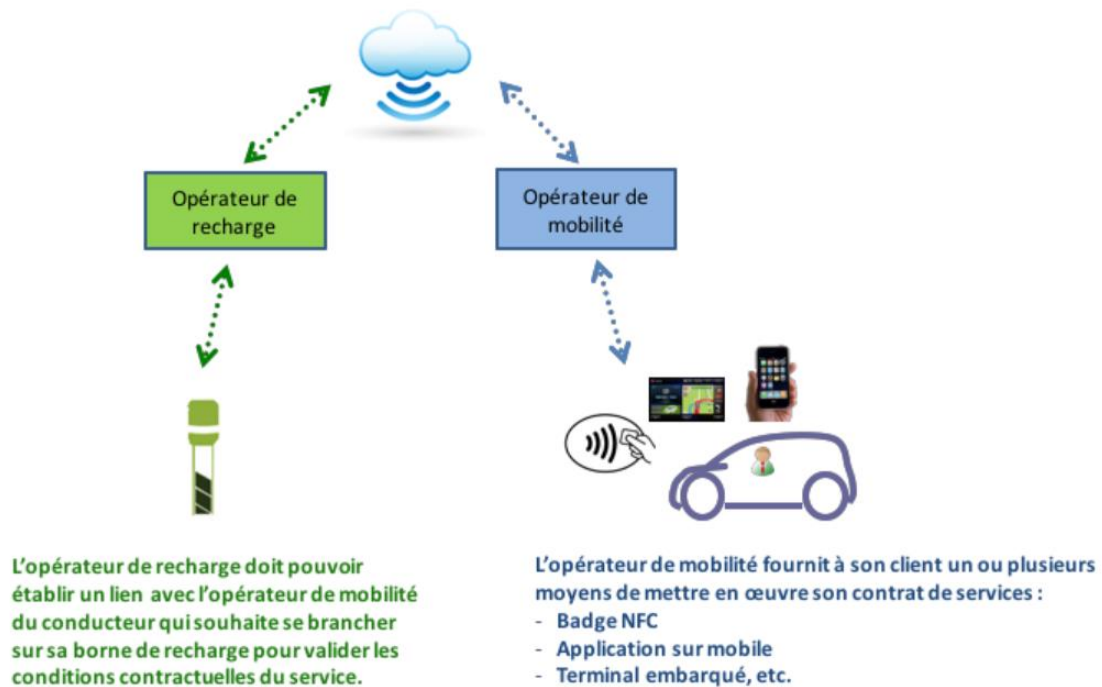 Opérateur de
recharge
Opérateur de
mobilité
L'opérateur de recharge doit pouvoir
établir un lien avec l'opérateur de mobilité
du conducteur qui souhaite se brancher
sur sa borne de recharge pour valider les
conditions contractuelles du service.
L'opérateur de mobilité fournit à son client un ou plusieurs
moyens de mettre en œuvre son contrat de services :
- Badge NFC
- Application sur mobile
- Terminal embarqué, etc.